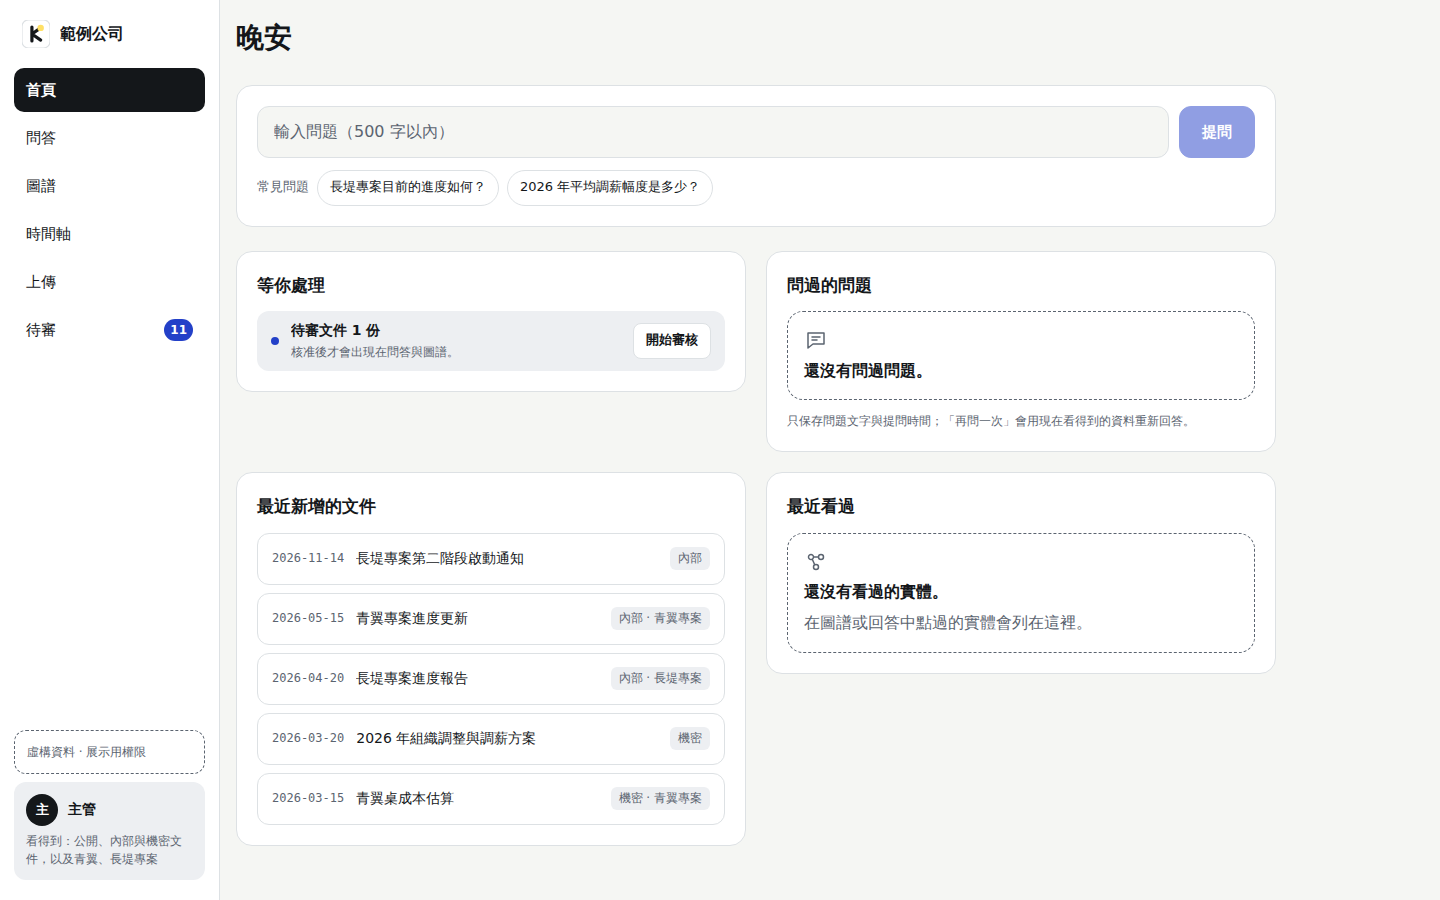 範例公司
首頁
問答
圖譜
時間軸
上傳
待審 11
虛構資料 · 展示用權限
主 主管
看得到：公開、內部與機密文
件，以及青翼、長堤專案
晚安
輸入問題（500 字以內）
提問
常見問題 長堤專案目前的進度如何？ 2026 年平均調薪幅度是多少？
等你處理
待審文件 1 份
核准後才會出現在問答與圖譜。
開始審核
問過的問題
還沒有問過問題。
只保存問題文字與提問時間；「再問一次」會用現在看得到的資料重新回答。
最近新增的文件
2026-11-14 長堤專案第二階段啟動通知 內部
2026-05-15 青翼專案進度更新 內部 · 青翼專案
2026-04-20 長堤專案進度報告 內部 · 長堤專案
2026-03-20 2026 年組織調整與調薪方案 機密
2026-03-15 青翼桌成本估算 機密 · 青翼專案
最近看過
還沒有看過的實體。
在圖譜或回答中點過的實體會列在這裡。